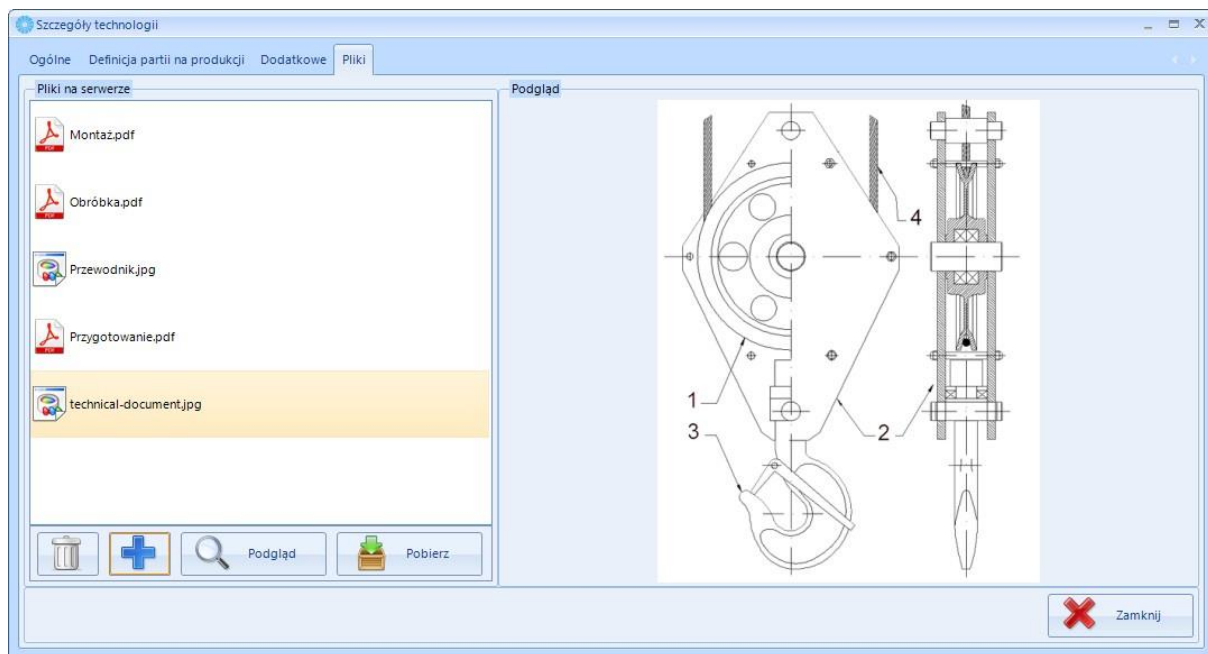 Szczegóły technologii
Ogólne Definicja partii na produkcji Dodatkowe Pliki
Pliki na serwerze
Montaż.pdf
Obróbka.pdf
Przewodnik.jpg
Przygotowanie.pdf
technical-document.jpg
Podgląd Pobierz
Podgląd
4
1
2
3
Zamknij